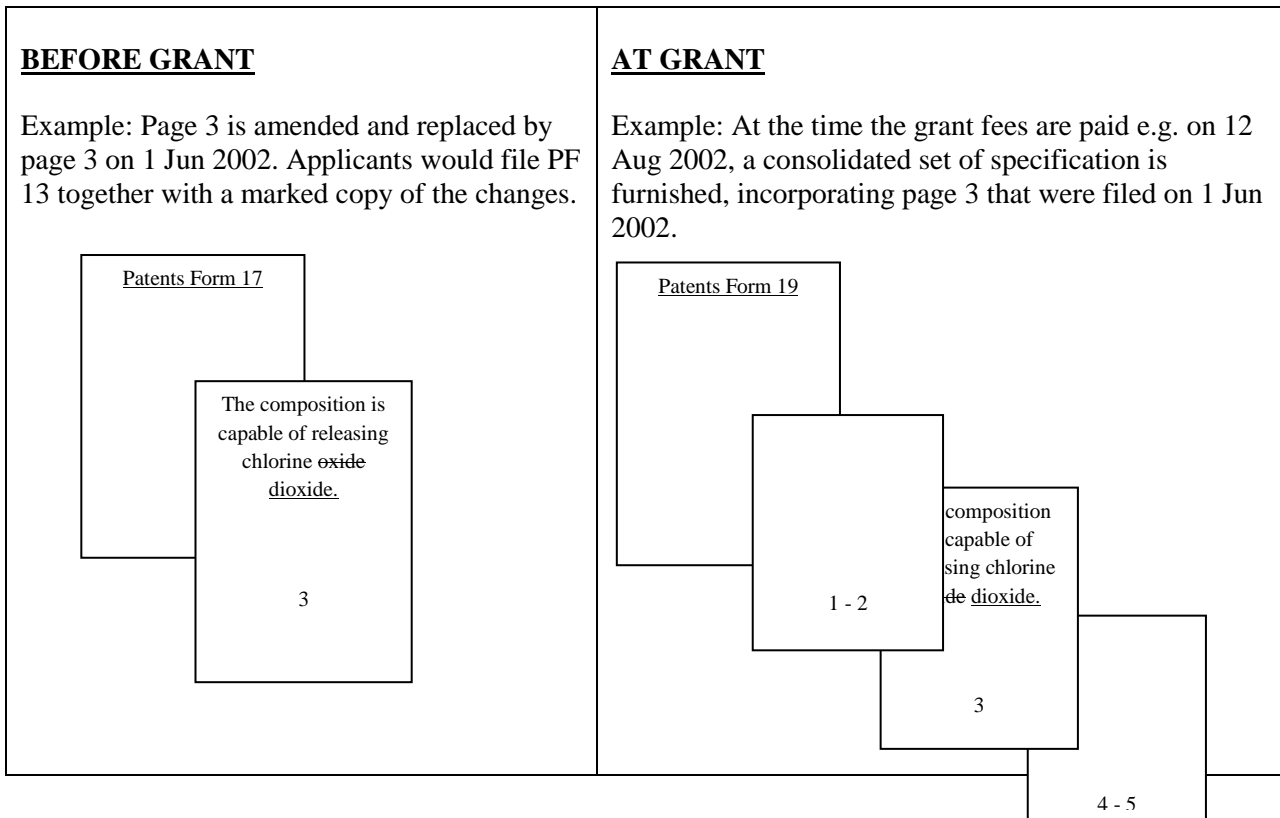 BEFORE GRANT
Example: Page 3 is amended and replaced by
page 3 on 1 Jun 2002. Applicants would file PF
13 together with a marked copy of the changes.
Patents Form 17
The composition is
capable of releasing
chlorine oxide
dioxide.
3
AT GRANT
Example: At the time the grant fees are paid e.g. on 12
Aug 2002, a consolidated set of specification is
furnished, incorporating page 3 that were filed on 1 Jun
2002.
Patents Form 19
1 - 2
composition
capable of
sing chlorine
de dioxide.
3
4 - 5